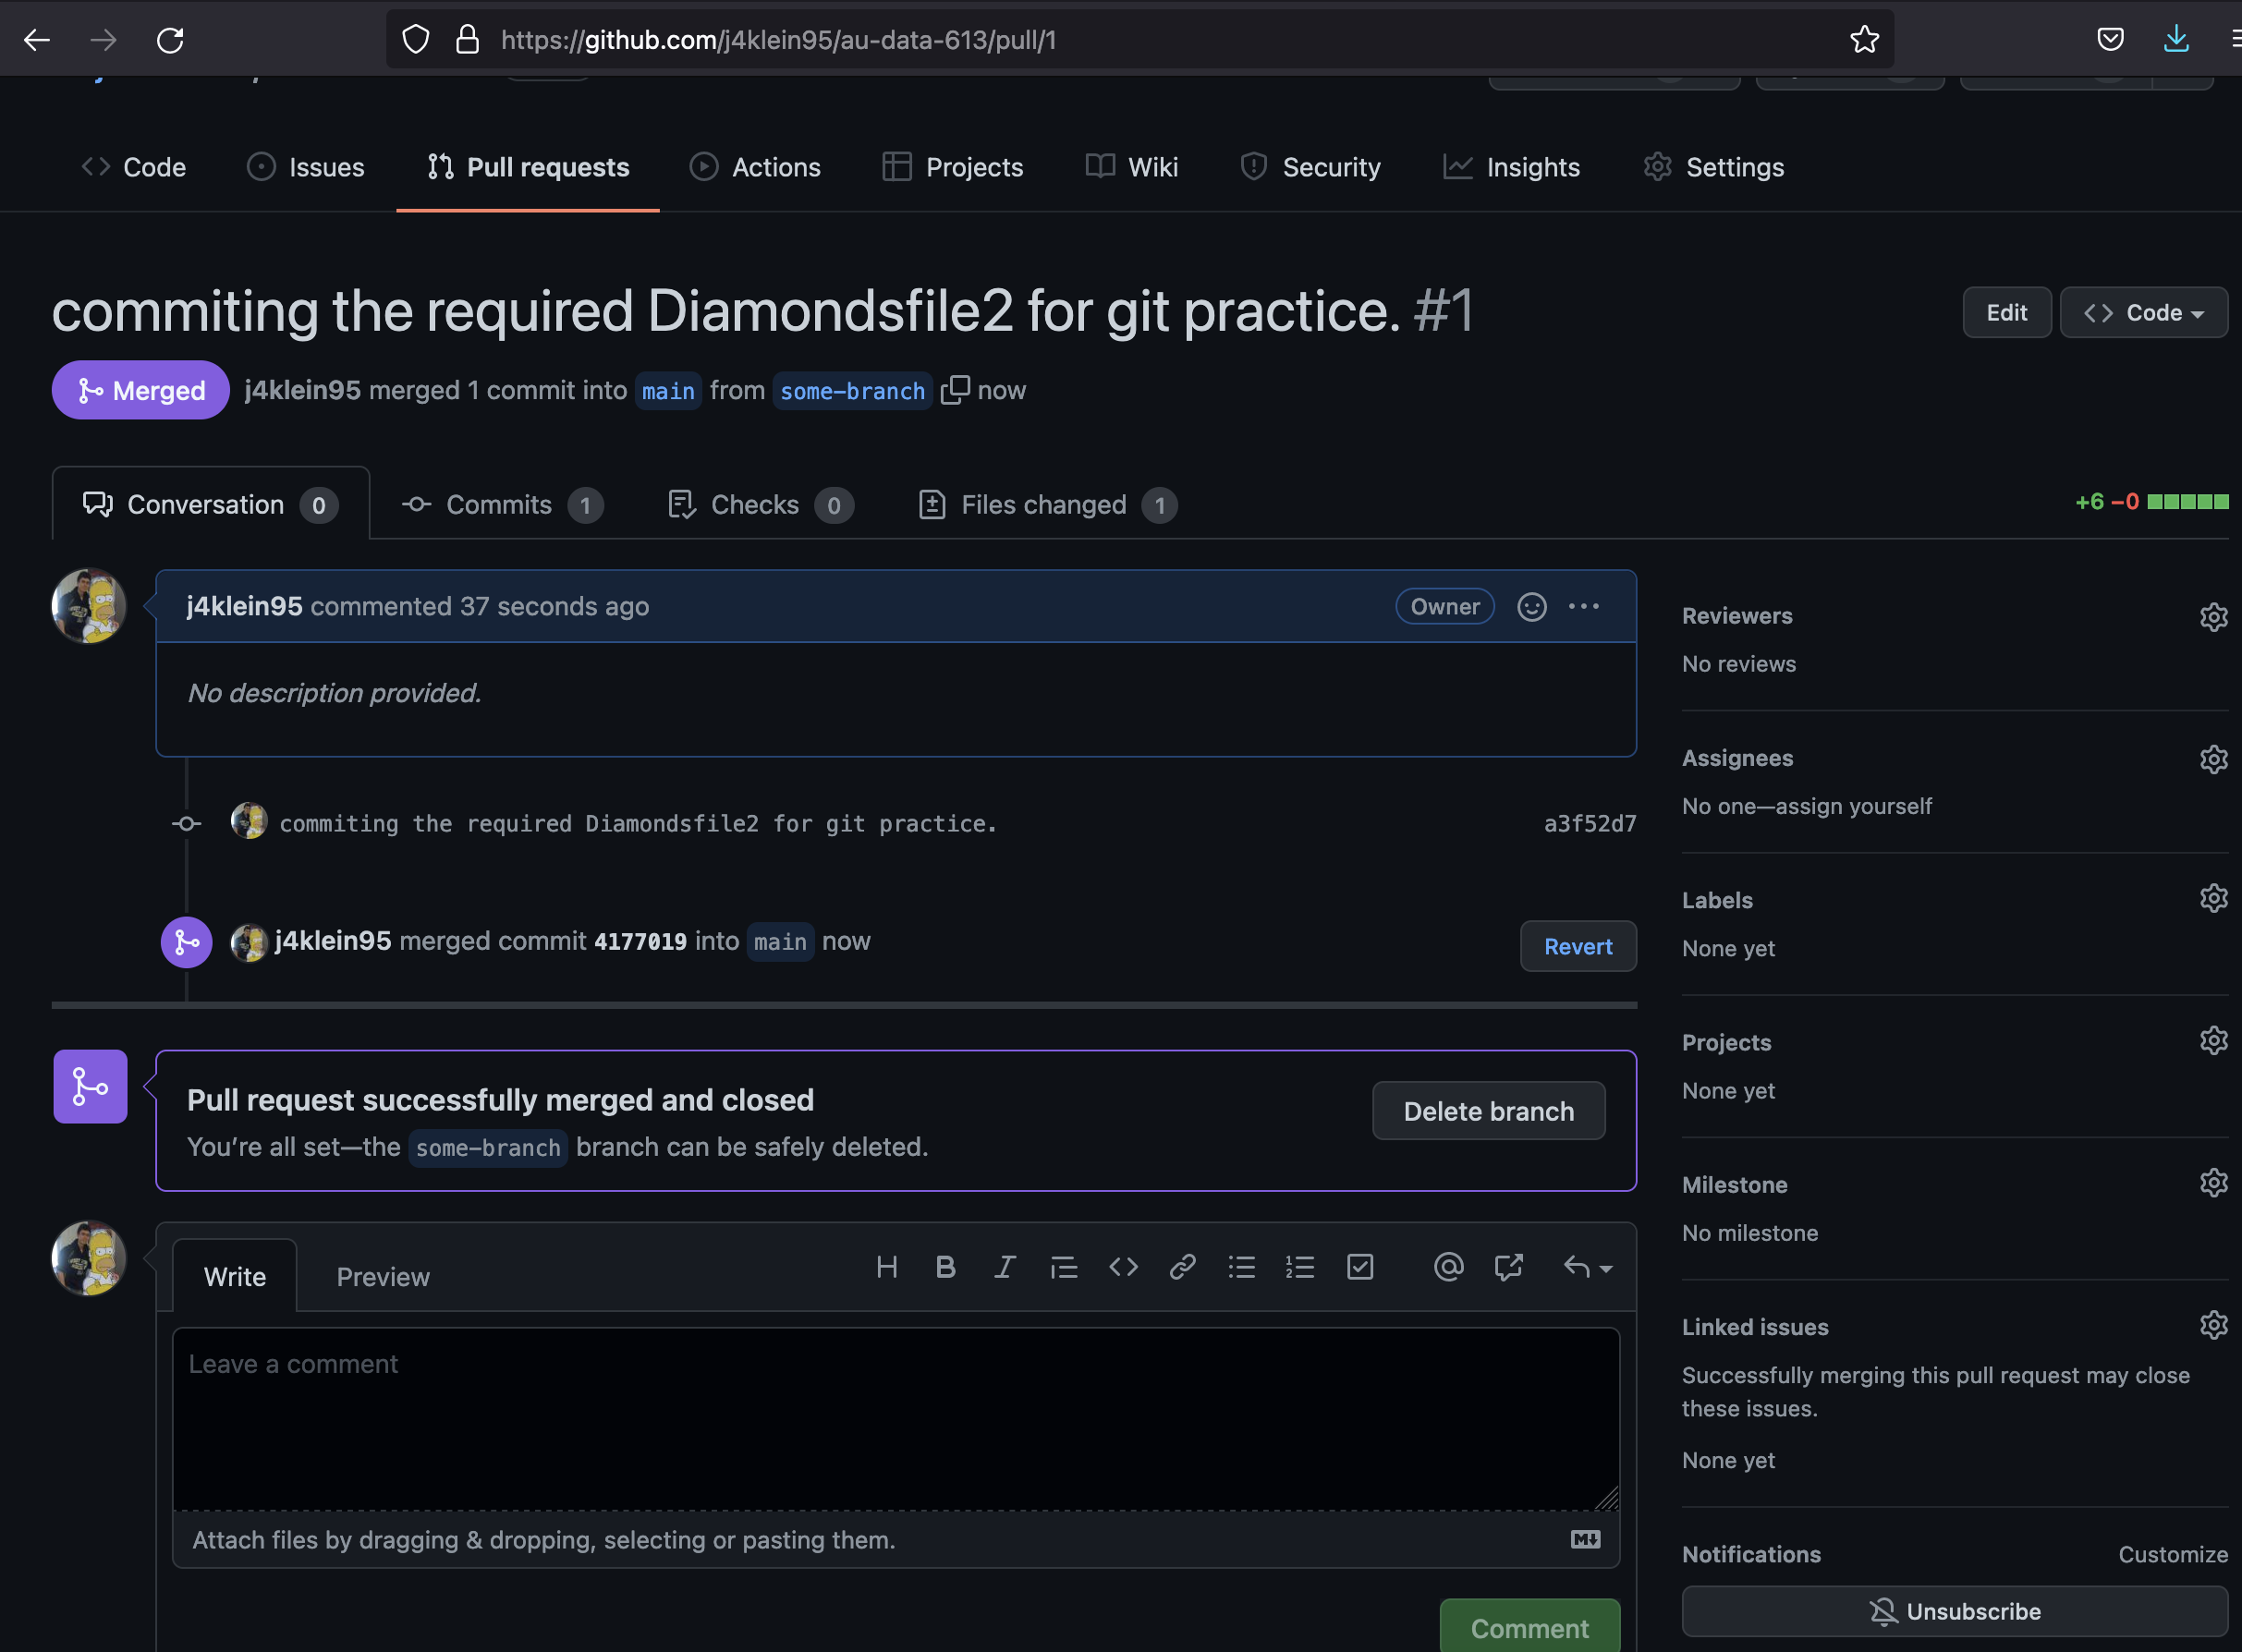 https://github.com/j4klein95/au-data-613/pull/1
Code Issues Pull requests Actions Projects Wiki Security Insights Settings
commiting the required Diamondsfile2 for git practice. #1
Edit Code
Merged j4klein95 merged 1 commit into main from some-branch now
Conversation 0 Commits 1 Checks 0 Files changed 1
+6 −0
j4klein95 commented 37 seconds ago
Owner
No description provided.
commiting the required Diamondsfile2 for git practice.
a3f52d7
j4klein95 merged commit 4177019 into main now
Revert
Pull request successfully merged and closed
You’re all set—the some-branch branch can be safely deleted.
Delete branch
Write Preview
Leave a comment
Attach files by dragging & dropping, selecting or pasting them.
Comment
Reviewers
No reviews
Assignees
No one—assign yourself
Labels
None yet
Projects
None yet
Milestone
No milestone
Linked issues
Successfully merging this pull request may close
these issues.
None yet
Notifications
Customize
Unsubscribe